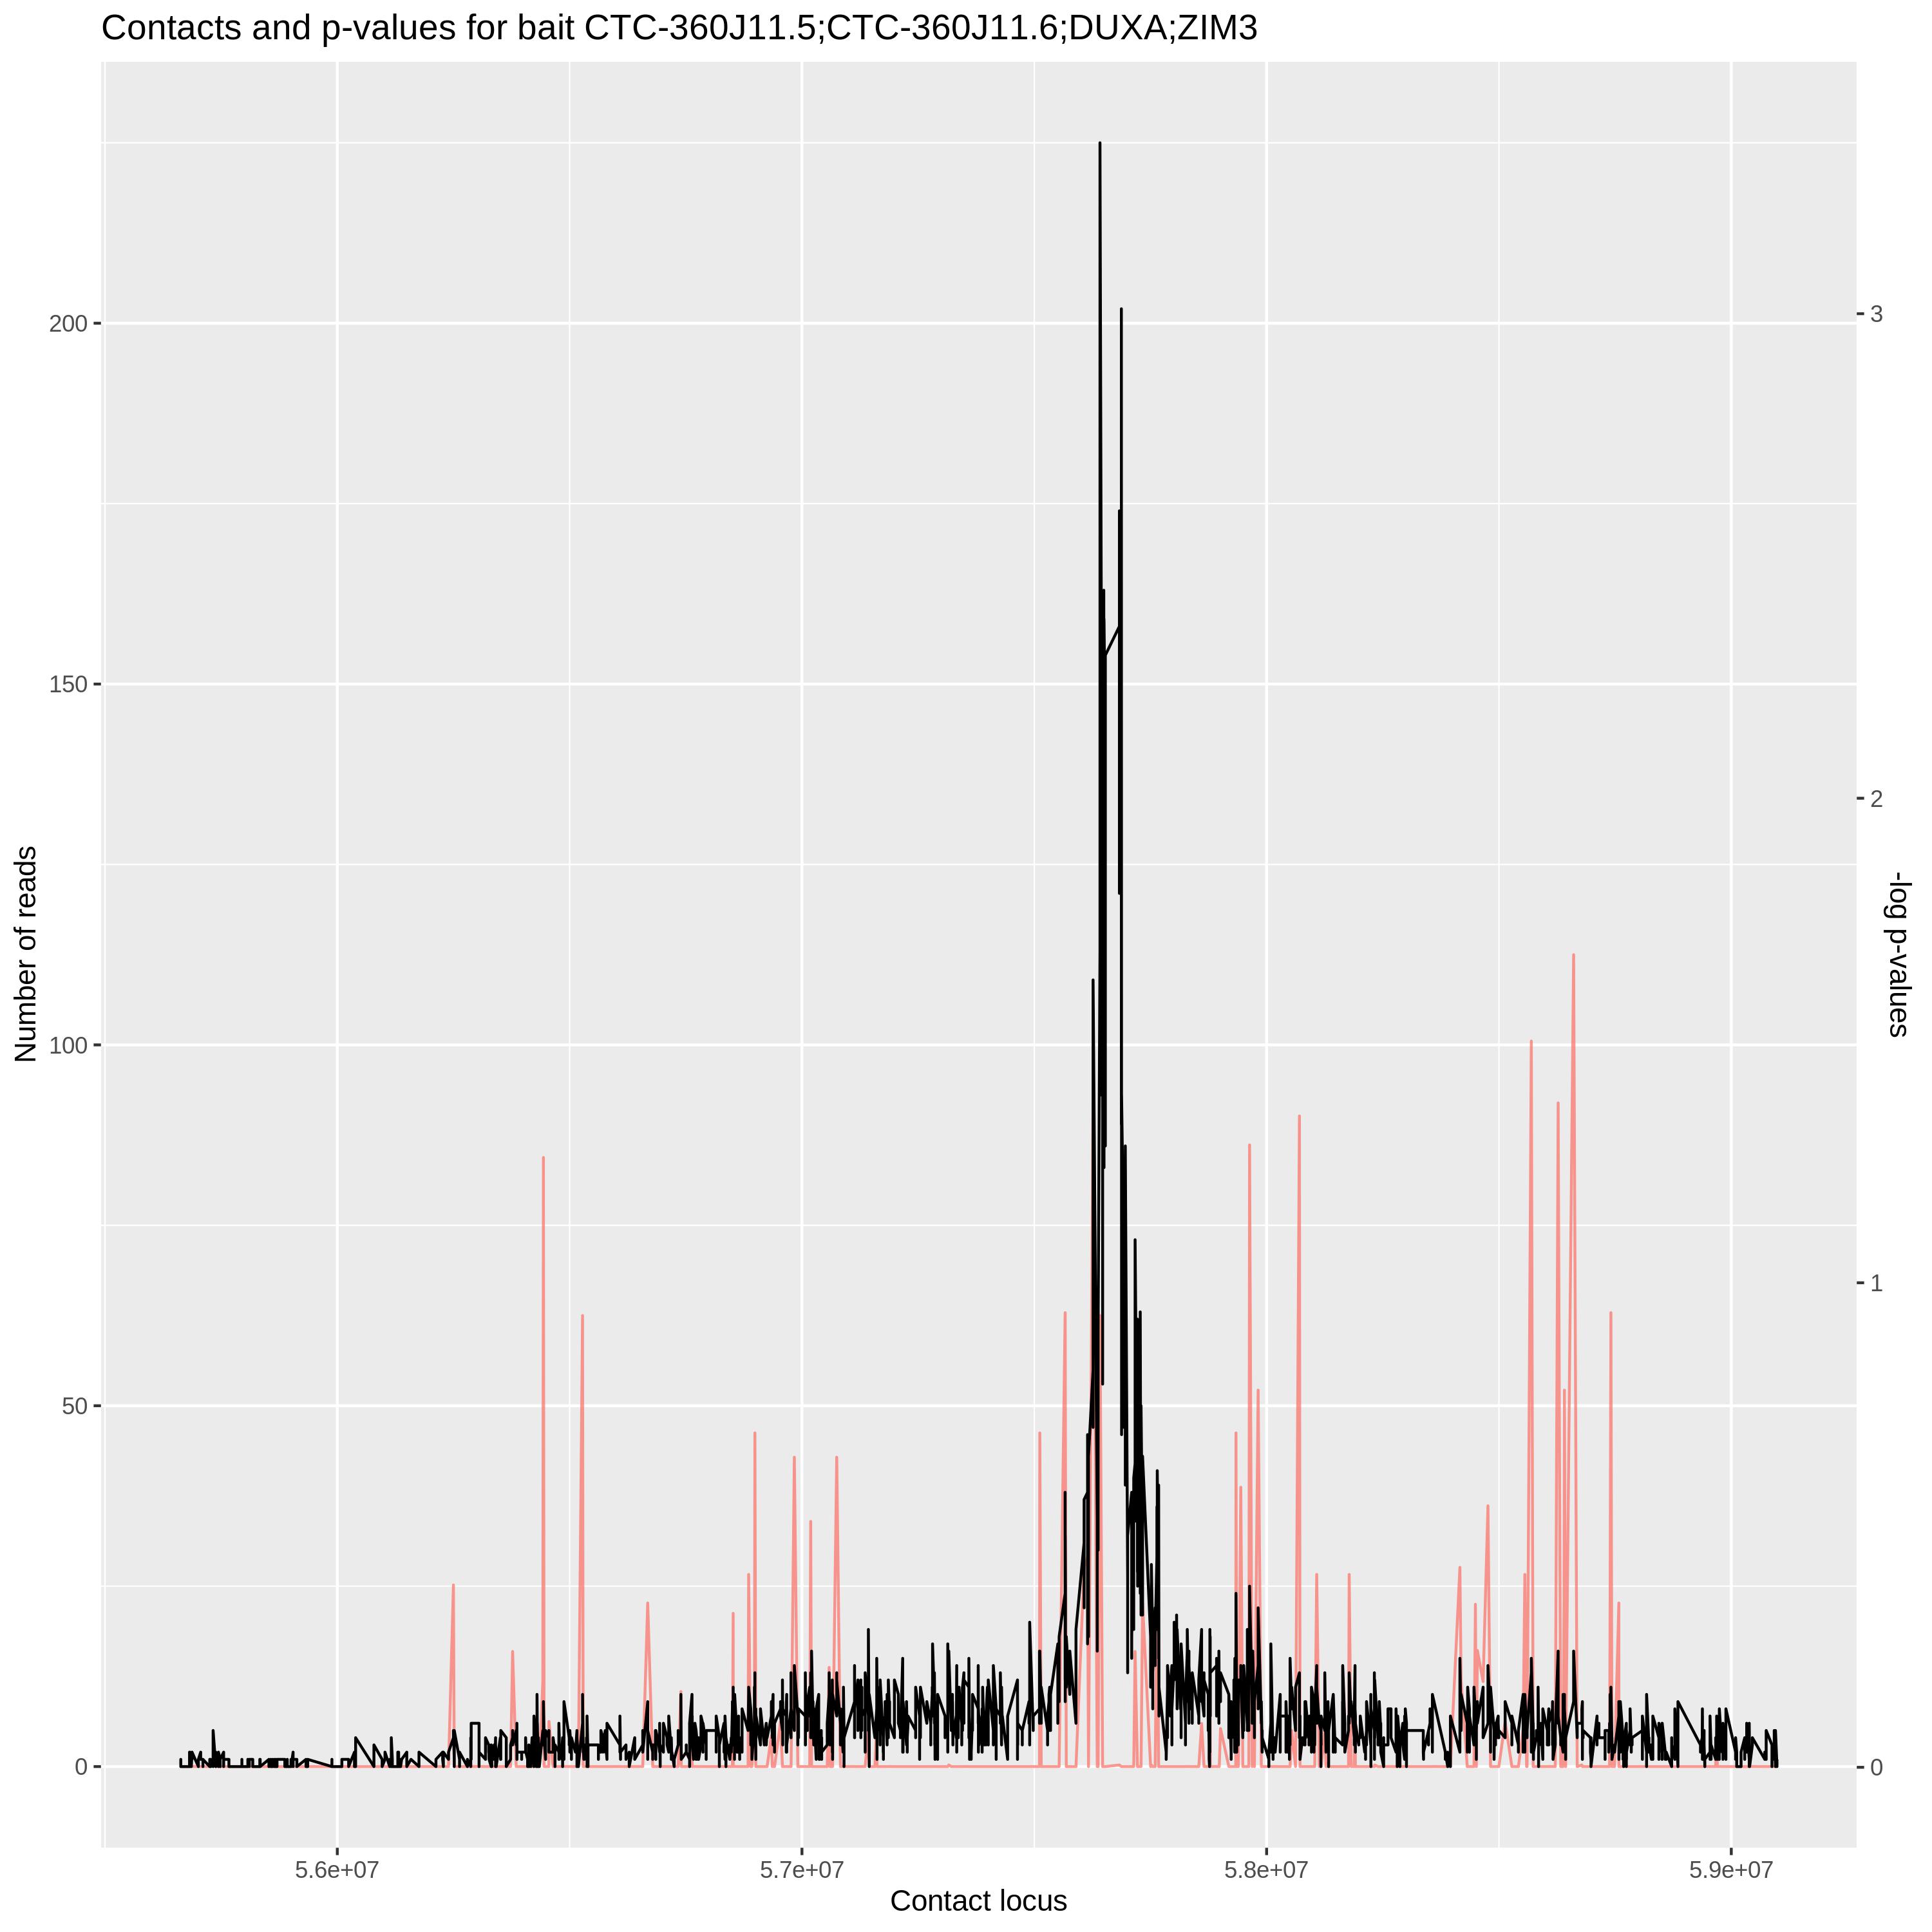 Contacts and p-values for bait CTC-360J11.5;CTC-360J11.6;DUXA;ZIM3
Number of reads
200
150
100
50
0
3
2
1
0
-log p-values
5.6e+07 5.7e+07 5.8e+07 5.9e+07
Contact locus